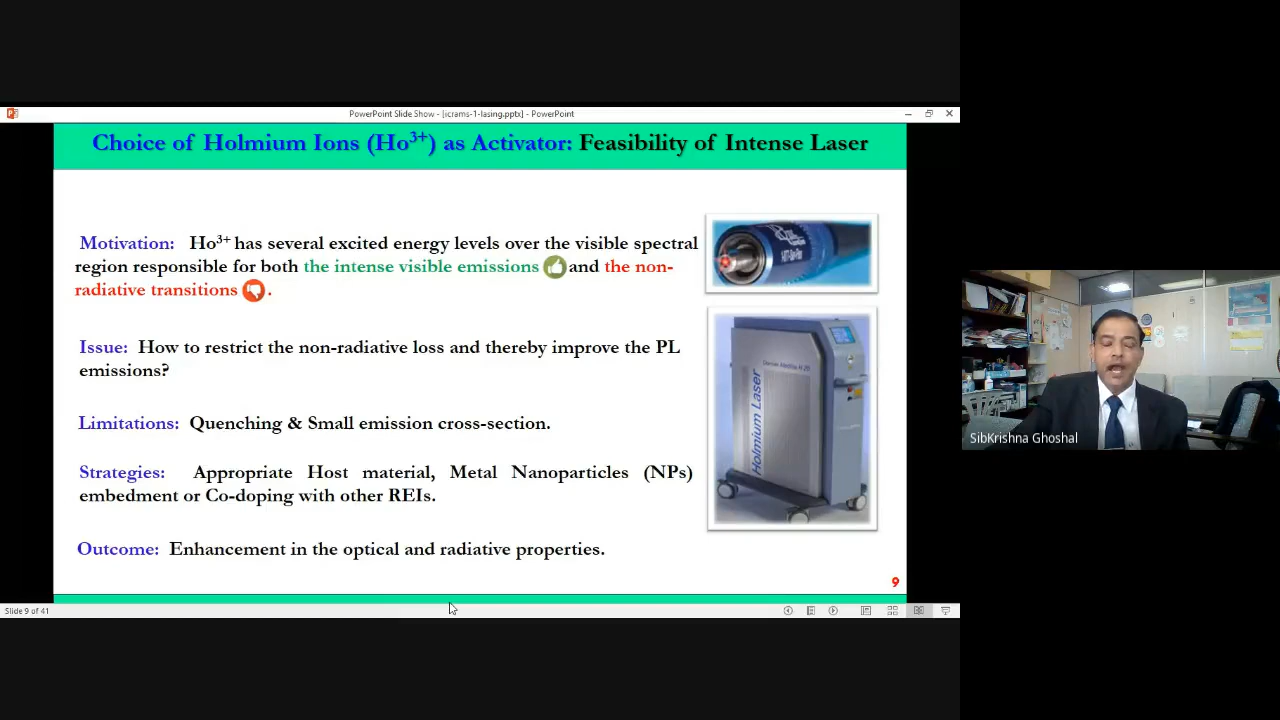 PowerPoint Slide Show - [icrams-1-lasing.pptx] - PowerPoint
Choice of Holmium Ions (Ho3+) as Activator: Feasibility of Intense Laser
Motivation: Ho3+ has several excited energy levels over the visible spectral
region responsible for both the intense visible emissions and the non-
radiative transitions .
Issue: How to restrict the non-radiative loss and thereby improve the PL
emissions?
Limitations: Quenching & Small emission cross-section.
Strategies: Appropriate Host material, Metal Nanoparticles (NPs)
embedment or Co-doping with other REIs.
Outcome: Enhancement in the optical and radiative properties.
Holmium Laser
9
Slide 9 of 41
SibKrishna Ghoshal